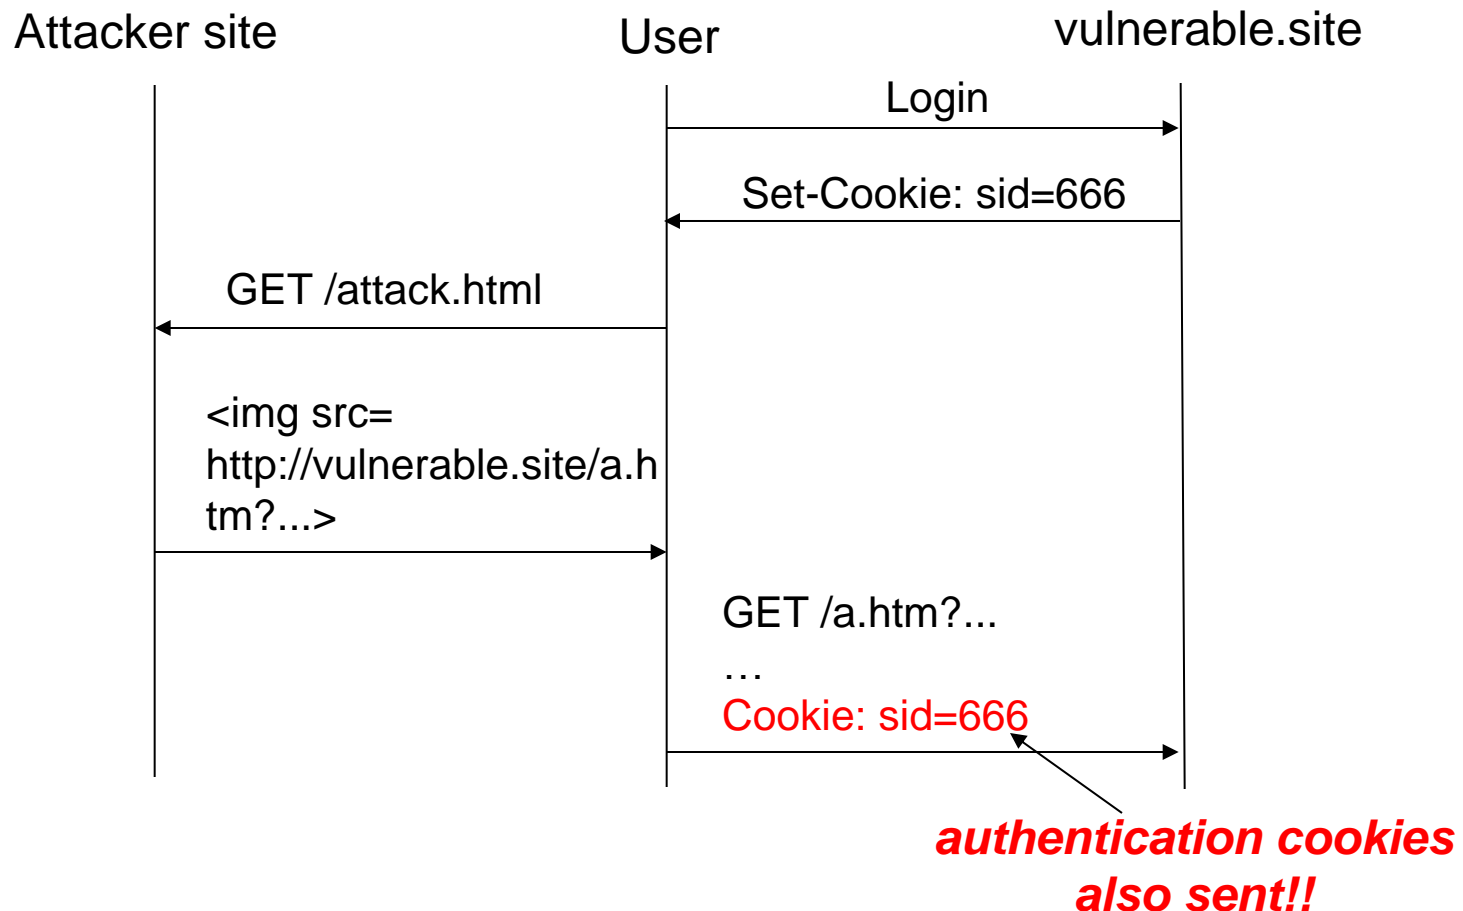 Attacker site
User
vulnerable.site
Login
Set-Cookie: sid=666
GET /attack.html
<img src=
http://vulnerable.site/a.h
tm?...>
GET /a.htm?...
…
Cookie: sid=666
authentication cookies
also sent!!